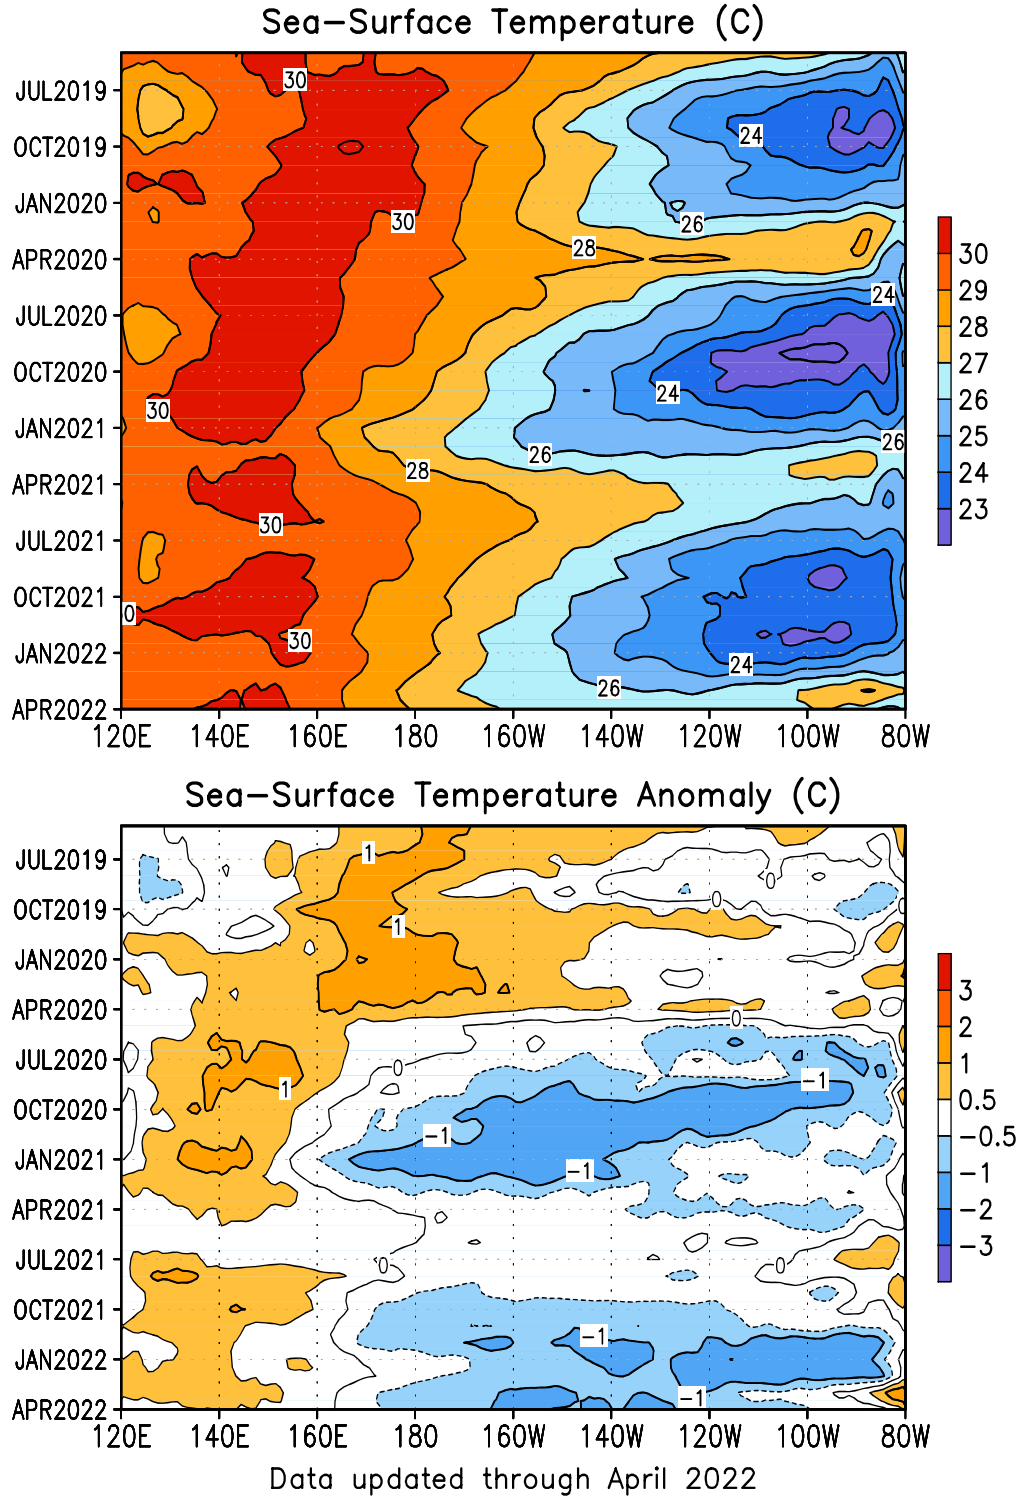 Sea-Surface Temperature (C)
30
JUL2019
24
OCT2019
JAN2020
30
26
28
APR2020
30
29
28
27
26
25
24
23
24
JUL2020
OCT2020
24
30
JAN2021
26
26
28
APR2021
30
JUL2021
OCT2021
0
30
JAN2022
24
26
APR2022
120E 140E 160E 180 160W 140W 120W 100W 80W
Sea-Surface Temperature Anomaly (C)
1
JUL2019
0
0
OCT2019
0
1
JAN2020
3
2
1
0.5
-0.5
-1
-2
-3
APR2020
0
JUL2020
0
-1
1
OCT2020
-1
JAN2021
-1
APR2021
JUL2021
0
0
OCT2021
-1
JAN2022
-1
APR2022
120E 140E 160E 180 160W 140W 120W 100W 80W
Data updated through April 2022